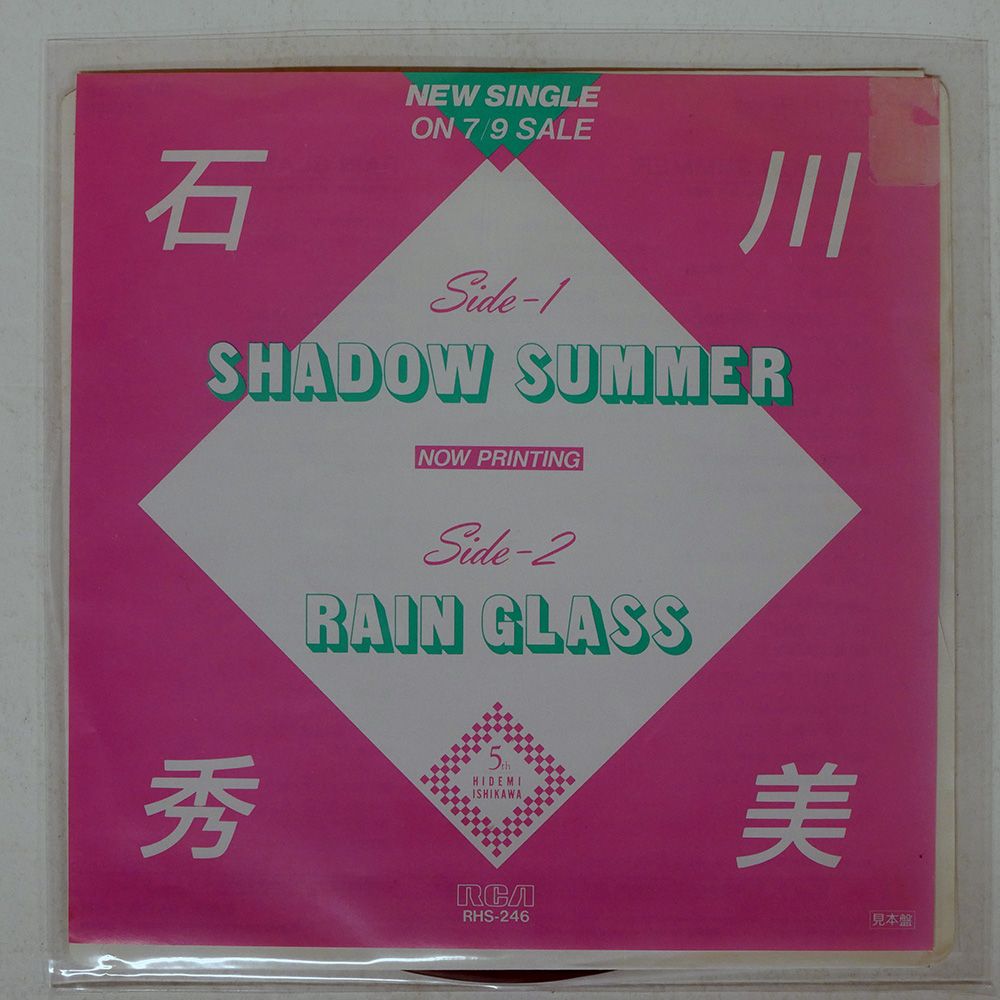 NEW SINGLE
ON 7/9 SALE
石 川
Side-1
SHADOW SUMMER
NOW PRINTING
Side-2
RAIN GLASS
秀 美
5th
HIDEMI
ISHIKAWA
RCA
RHS-246
見本盤